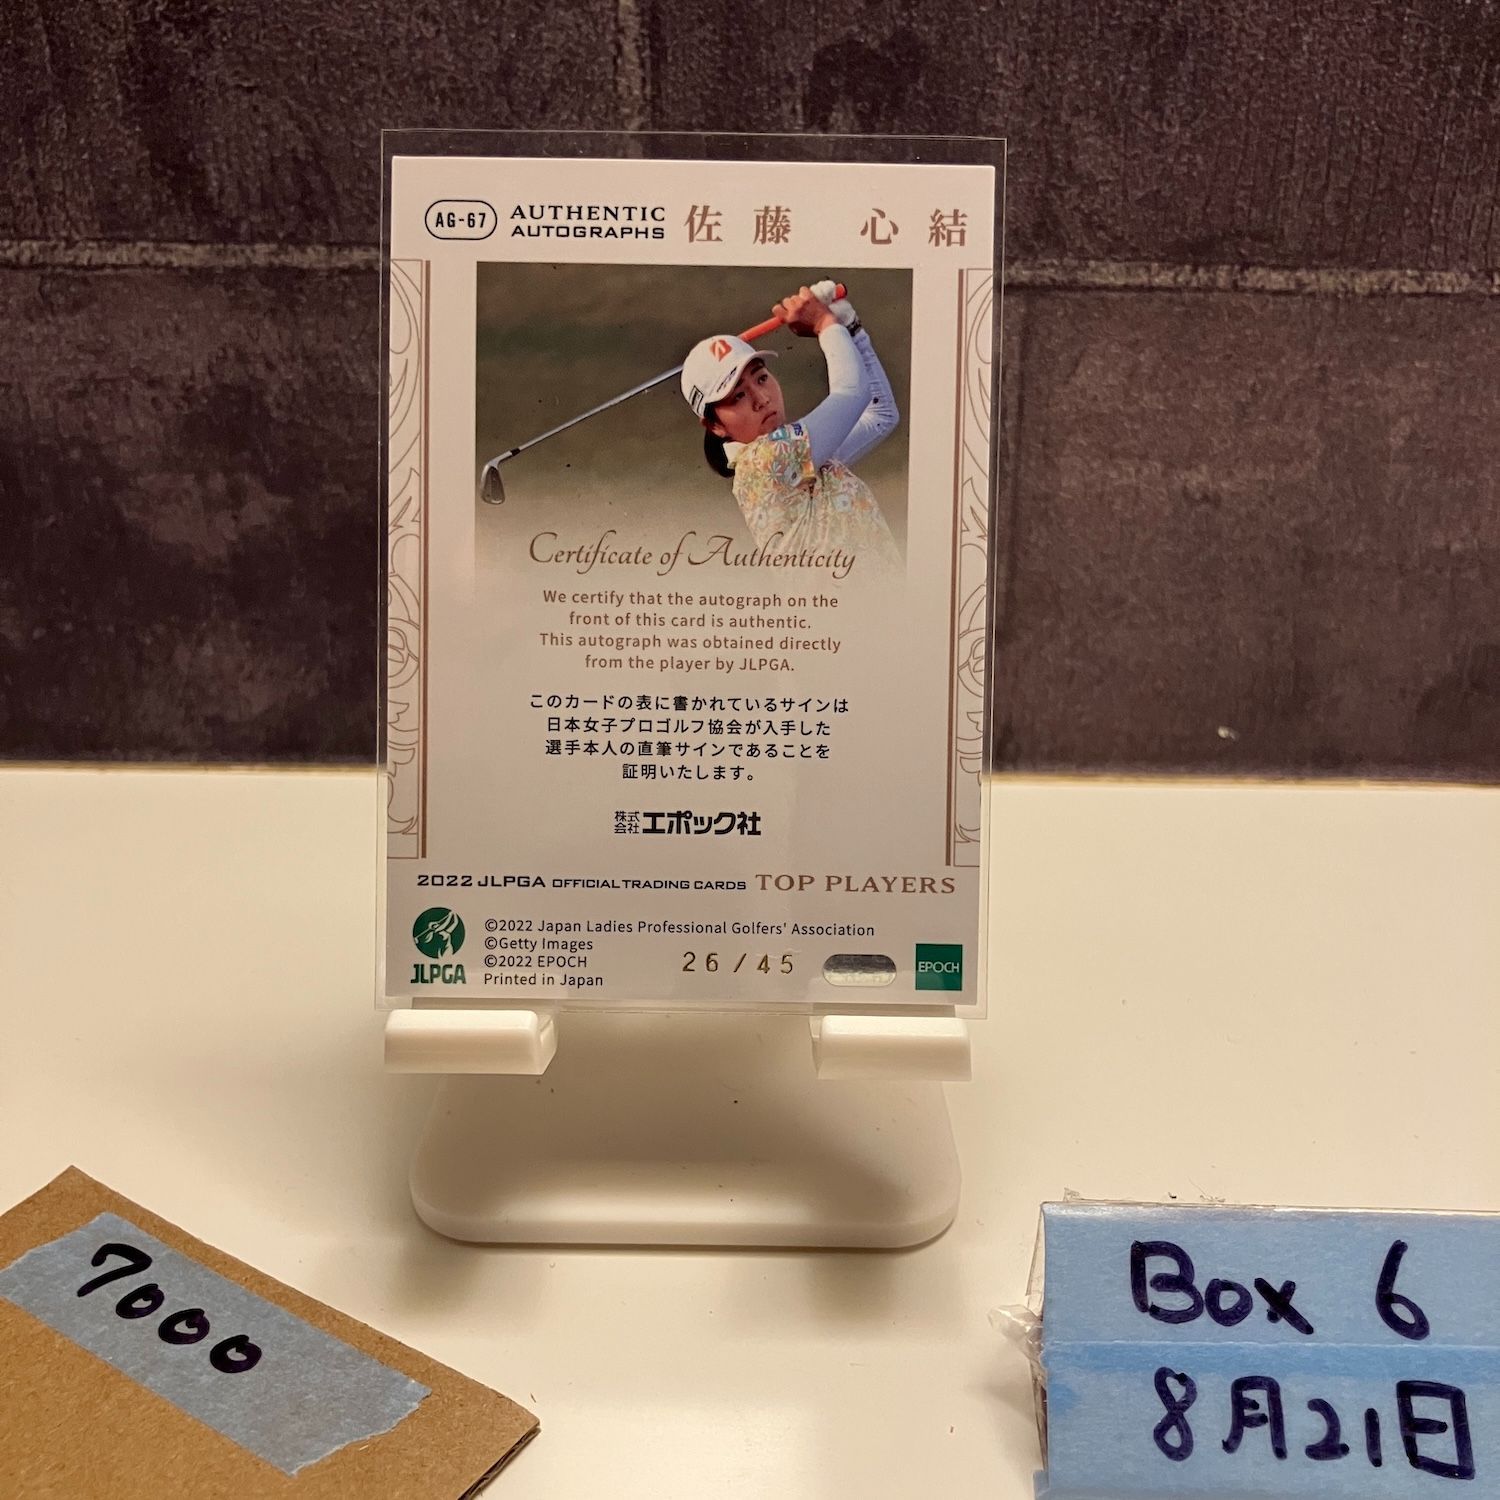 AG-67 AUTHENTIC AUTOGRAPHS 佐藤 心結
Certificate of Authenticity
We certify that the autograph on the
front of this card is authentic.
This autograph was obtained directly
from the player by JLPGA.
このカードの表に書かれているサインは
日本女子プロゴルフ協会が入手した
選手本人の直筆サインであることを
証明いたします。
株式会社エポック社
2022 JLPGA OFFICIAL TRADING CARDS TOP PLAYERS
JLPGA
©2022 Japan Ladies Professional Golfers' Association
©Getty Images
©2022 EPOCH
Printed in Japan
26/45
EPOCH
7000
Box 6
8月21日